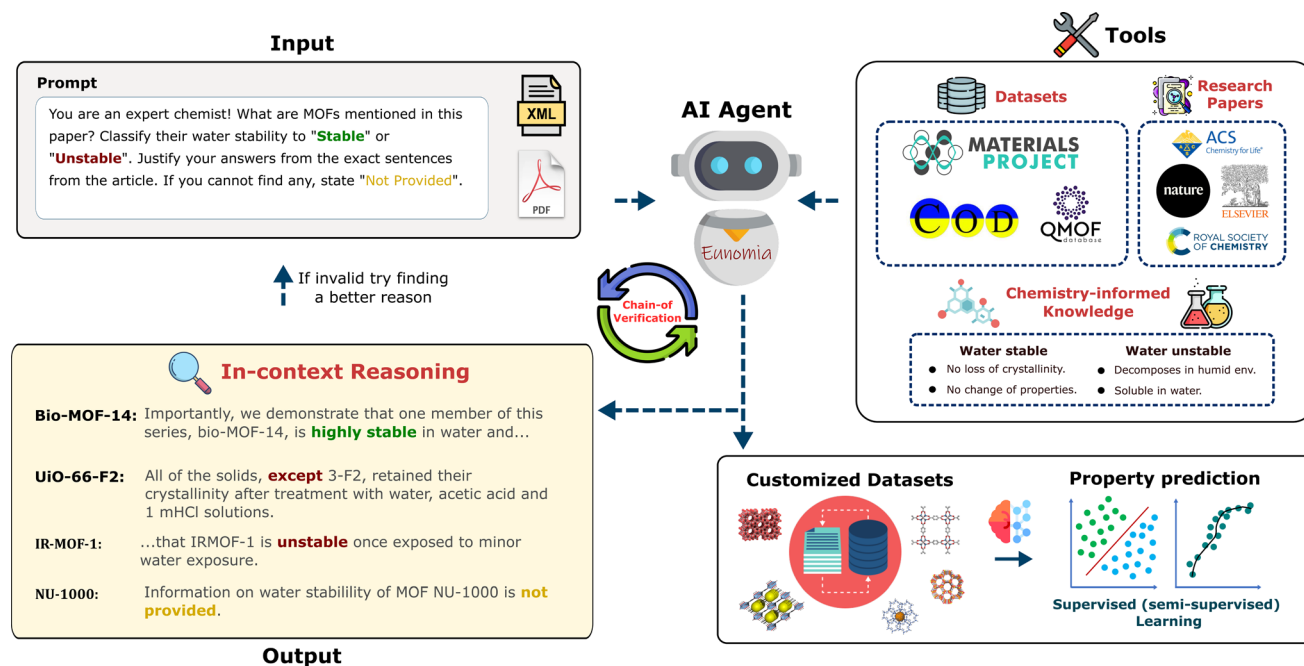 Input
Prompt
You are an expert chemist! What are MOFs mentioned in this
paper? Classify their water stability to "Stable" or
"Unstable". Justify your answers from the exact sentences
from the article. If you cannot find any, state "Not Provided".
XML
PDF
If invalid try finding
a better reason
In-context Reasoning
Bio-MOF-14: Importantly, we demonstrate that one member of this
series, bio-MOF-14, is highly stable in water and...
UiO-66-F2: All of the solids, except 3-F2, retained their
crystallinity after treatment with water, acetic acid and
1 mHCl solutions.
IR-MOF-1: ...that IRMOF-1 is unstable once exposed to minor
water exposure.
NU-1000: Information on water stabilility of MOF NU-1000 is not
provided.
Output
AI Agent
Eunomia
Chain-of
Verification
Tools
Datasets
MATERIALS
PROJECT
COD
QMOF
database
Research
Papers
ACS
Chemistry for Life®
nature
ELSEVIER
ROYAL SOCIETY
OF CHEMISTRY
Chemistry-informed
Knowledge
Water stable
No loss of crystallinity.
No change of properties.
Water unstable
Decomposes in humid env.
Soluble in water.
Customized Datasets
Property prediction
Supervised (semi-supervised)
Learning